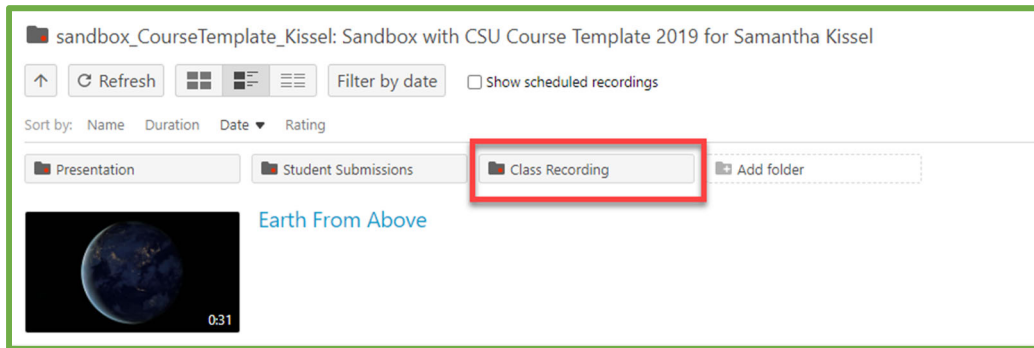 sandbox_CourseTemplate_Kissel: Sandbox with CSU Course Template 2019 for Samantha Kissel
Refresh Filter by date Show scheduled recordings
Sort by: Name Duration Date Rating
Presentation Student Submissions Class Recording Add folder
Earth From Above
0:31